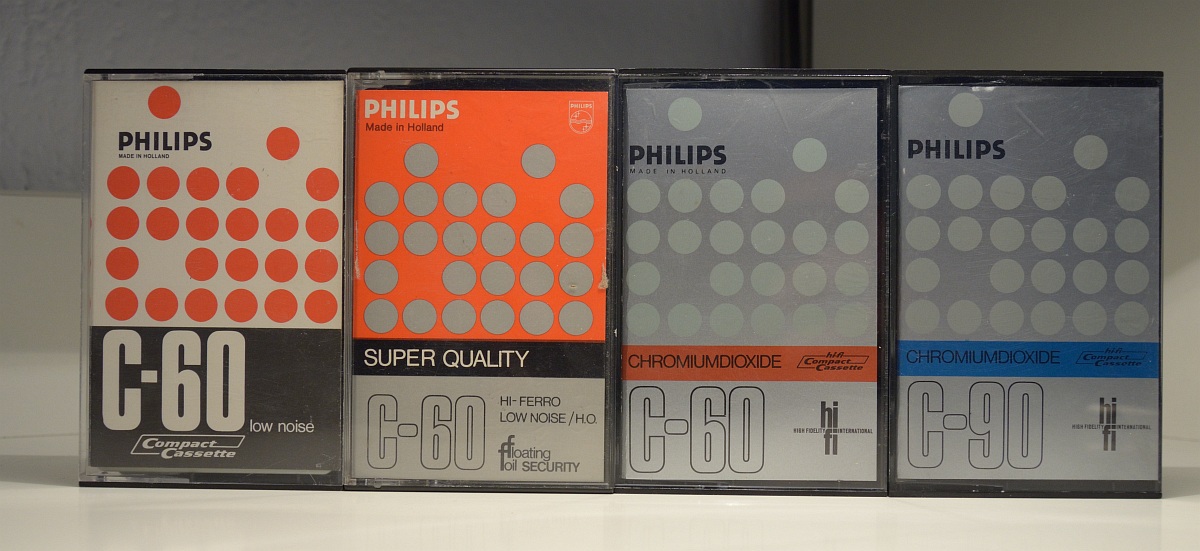 PHILIPS
MADE IN HOLLAND
C-60
low noise
Compact
Cassette
PHILIPS
Made in Holland
PHILIPS
SUPER QUALITY
C-60
HI-FERRO
LOW NOISE/H.O.
floating
foil SECURITY
PHILIPS
MADE IN HOLLAND
CHROMIUMDIOXIDE
hifi
Compact
Cassette
C-60
hi
HIGH FIDELITY INTERNATIONAL
fi
PHILIPS
CHROMIUMDIOXIDE
hifi
Compact
Cassette
C-90
hi
HIGH FIDELITY INTERNATIONAL
fi